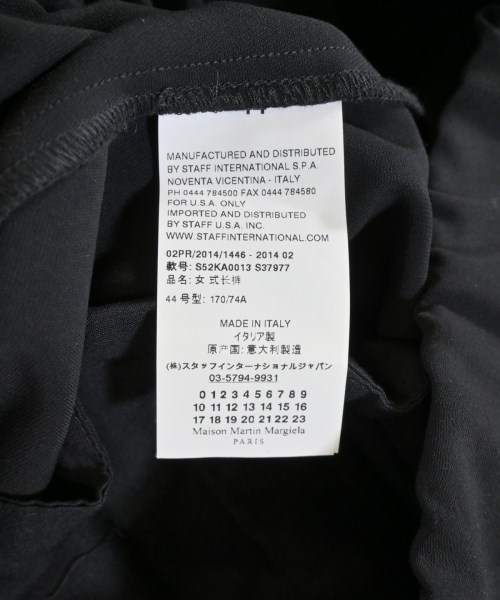 MANUFACTURED AND DISTRIBUTED
BY STAFF INTERNATIONAL S.P.A.
NOVENTA VICENTINA - ITALY
PH 0444 784500 FAX 0444 784580
FOR U.S.A. ONLY
IMPORTED AND DISTRIBUTED
BY STAFF U.S.A. INC.
WWW.STAFFINTERNATIONAL.COM
02PR/2014/1446 - 2014 02
款号: S52KA0013 S37977
品名: 女 式长裤
44 号型: 170/74A
MADE IN ITALY
イタリア製
原产国: 意大利製造
(株)スタッフインターナショナルジャパン
03-5794-9931
0 1 2 3 4 5 6 7 8 9
10 11 12 13 14 15 16
17 18 19 20 21 22 23
Maison Martin Margiela
PARIS